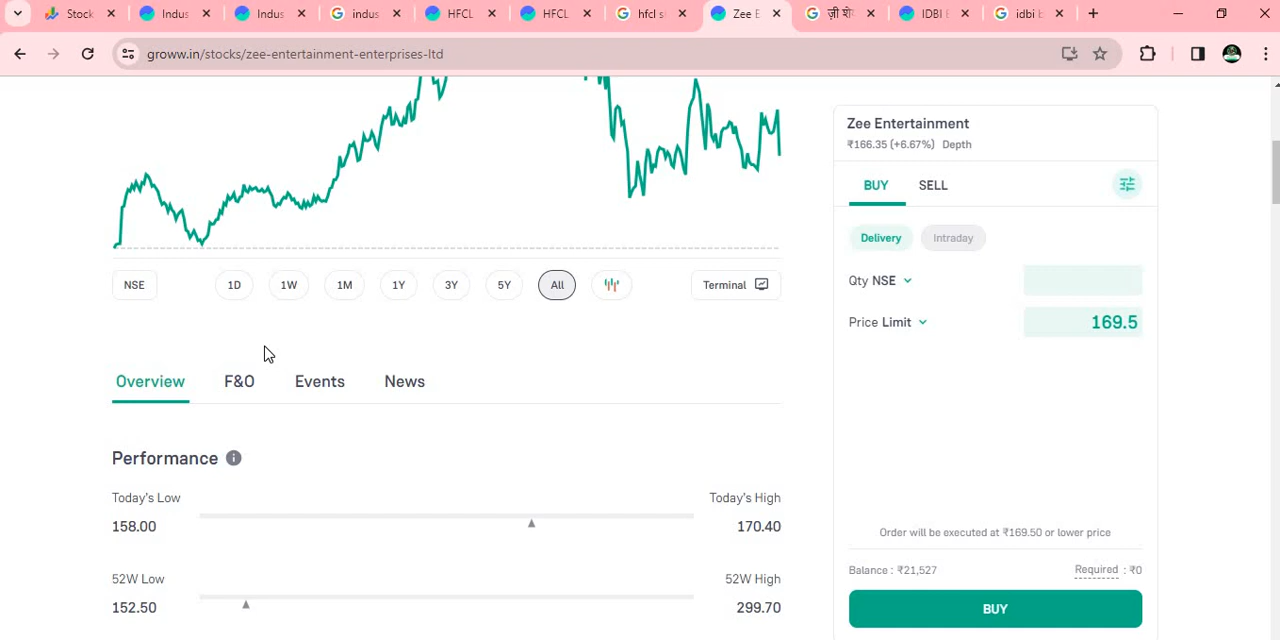 Stock
Indus
Indus
indus
HFCL
HFCL
hfcl s
Zee E
ज़ी शे
IDBI
idbi b
groww.in/stocks/zee-entertainment-enterprises-ltd
NSE 1D 1W 1M 1Y 3Y 5Y All Terminal
Overview F&O Events News
Performance
Today's Low Today's High
158.00 170.40
52W Low 52W High
152.50 299.70
Zee Entertainment
₹166.35 (+6.67%) Depth
BUY SELL
Delivery Intraday
Qty NSE
Price Limit 169.5
Order will be executed at ₹169.50 or lower price
Balance : ₹21,527 Required : ₹0
BUY